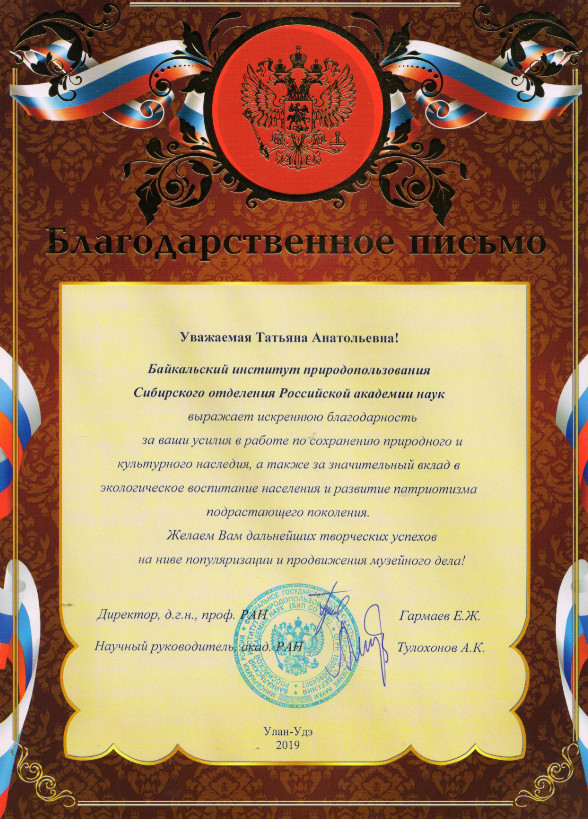 Благодарственное письмо
Уважаемая Татьяна Анатольевна!
Байкальский институт природопользования
Сибирского отделения Российской академии наук
выражает искреннюю благодарность
за ваши усилия в работе по сохранению природного и
культурного наследия, а также за значительный вклад в
экологическое воспитание населения и развитие патриотизма
подрастающего поколения.
Желаем Вам дальнейших творческих успехов
на ниве популяризации и продвижения музейного дела!
Директор, д.г.н., проф. РАН Гармаев Е.Ж.
Научный руководитель, акад. РАН Тулохонов А.К.
Улан-Удэ
2019